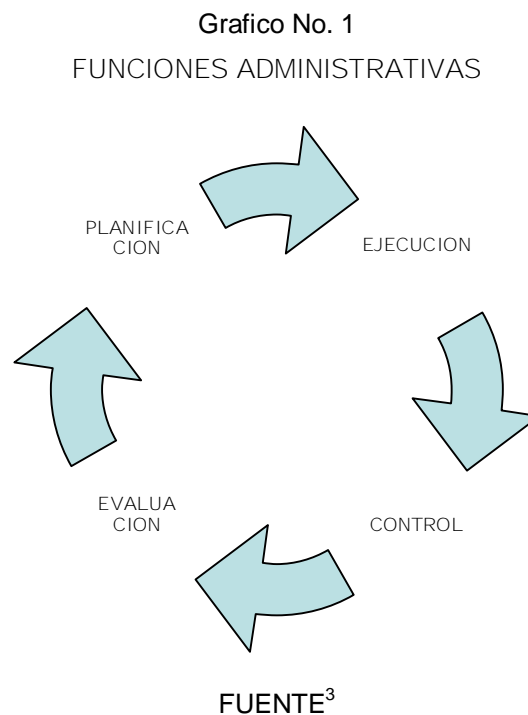 Grafico No. 1
FUNCIONES ADMINISTRATIVAS
PLANIFICA
CION
EJECUCION
EVALUA
CION
CONTROL
FUENTE³